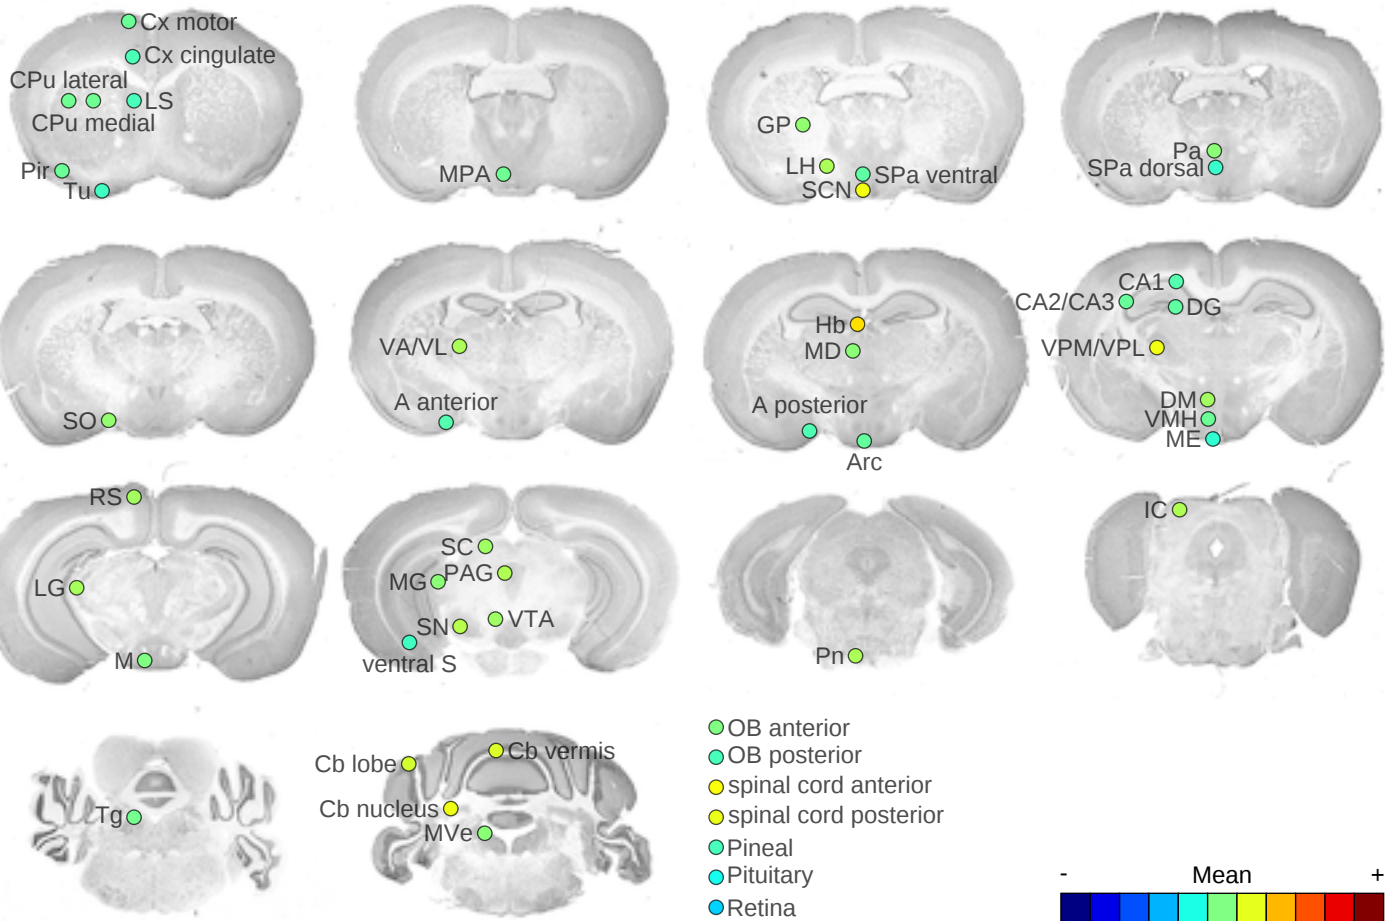 Cx motor
Cx cingulate
CPu lateral
LS
CPu medial
Pir
Tu
MPA
GP
LH
SPa ventral
SCN
Pa
SPa dorsal
SO
VA/VL
A anterior
Hb
MD
A posterior
Arc
CA1
CA2/CA3
DG
VPM/VPL
DM
VMH
ME
RS
LG
M
SC
PAG
MG
VTA
SN
ventral S
Pn
IC
Tg
Cb vermis
Cb lobe
Cb nucleus
MVe
OB anterior
OB posterior
spinal cord anterior
spinal cord posterior
Pineal
Pituitary
Retina
- Mean +